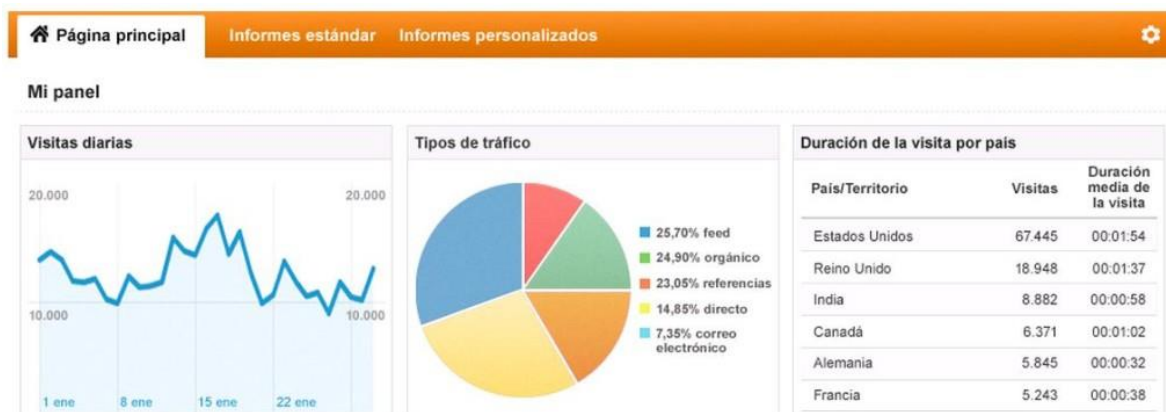 Página principal
Informes estándar
Informes personalizados
Mi panel
Visitas diarias
20.000
20.000
10.000
10.000
1 ene
8 ene
15 ene
22 ene
Tipos de tráfico
25,70% feed
24,90% orgánico
23,05% referencias
14,85% directo
7,35% correo
electrónico
Duración de la visita por país
País/Territorio Visitas Duración
media de
la visita
Estados Unidos 67.445 00:01:54
Reino Unido 18.948 00:01:37
India 8.882 00:00:58
Canadá 6.371 00:01:02
Alemania 5.845 00:00:32
Francia 5.243 00:00:38